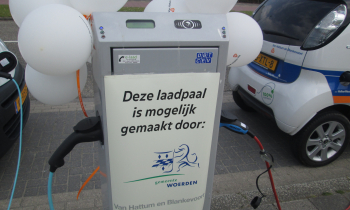 Deze laadpaal
is mogelijk
gemaakt door:
gemeente
WOERDEN
Van Hattum en Blankevoort